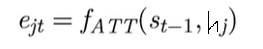 e_{jt} = f_{ATT}(s_{t-1}, h_j)